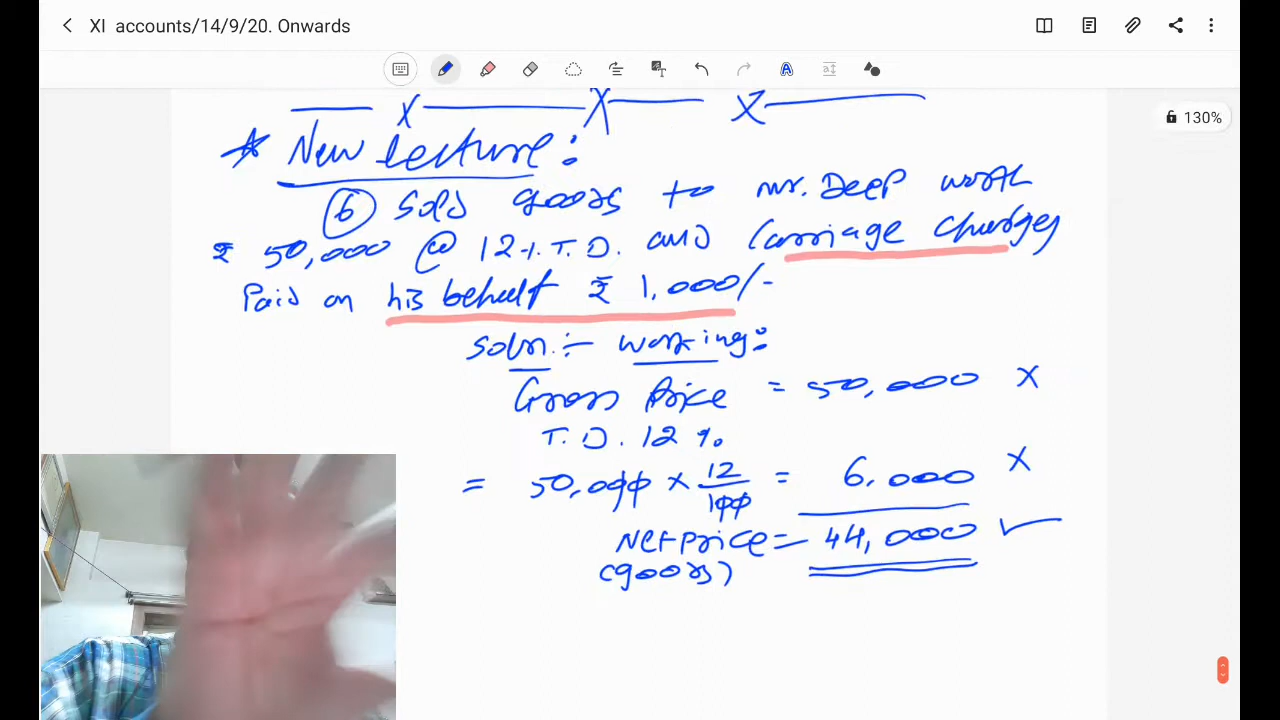 XI accounts/14/9/20. Onwards
130%
New lecture:
6 Sold goods to Mr. Deep worth
₹ 50,000 @ 12%. T.D. and Carriage charges
Paid on his behalf ₹ 1,000/-
Soln :- working:
Gross Price = 50,000 X
T.D. 12%
= 50,000 x 12/100 = 6,000 X
Net price = 44,000 ✓
(goods)